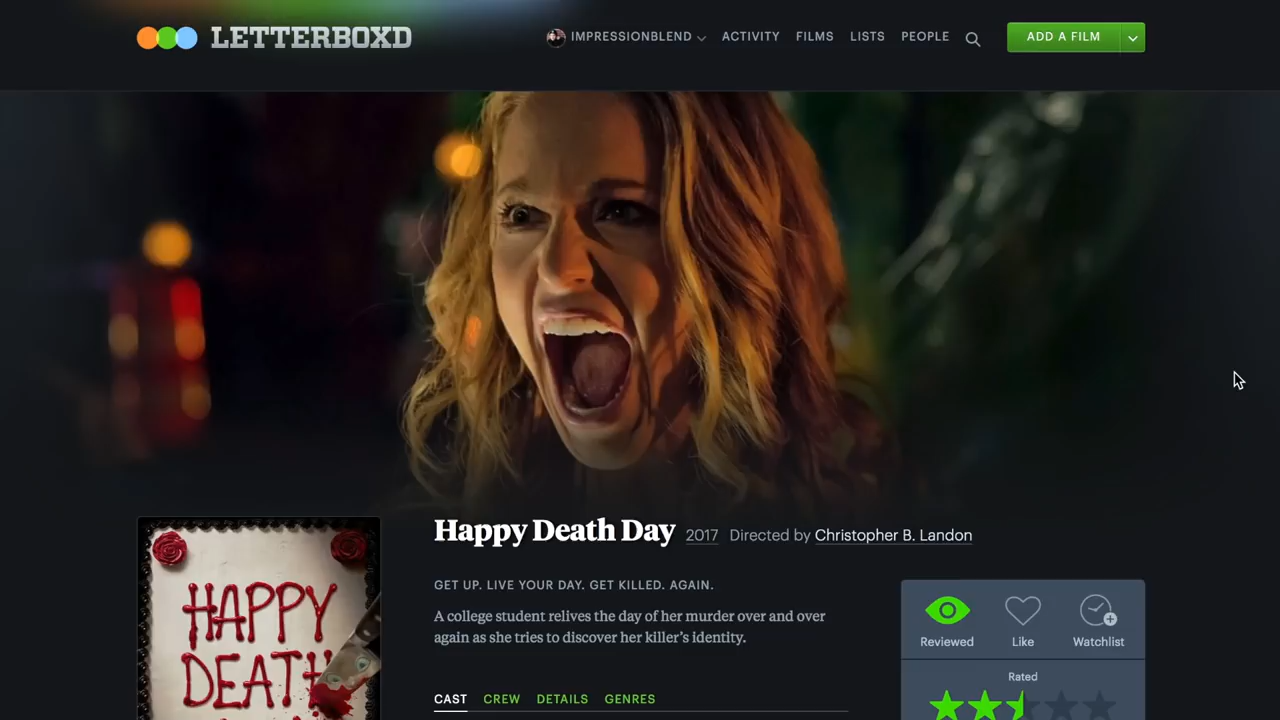 LETTERBOXD
IMPRESSIONBLEND ACTIVITY FILMS LISTS PEOPLE ADD A FILM
Happy Death Day 2017 Directed by Christopher B. Landon
GET UP. LIVE YOUR DAY. GET KILLED. AGAIN.
A college student relives the day of her murder over and over
again as she tries to discover her killer’s identity.
Reviewed Like Watchlist
Rated
CAST CREW DETAILS GENRES
HAPPY
DEATH